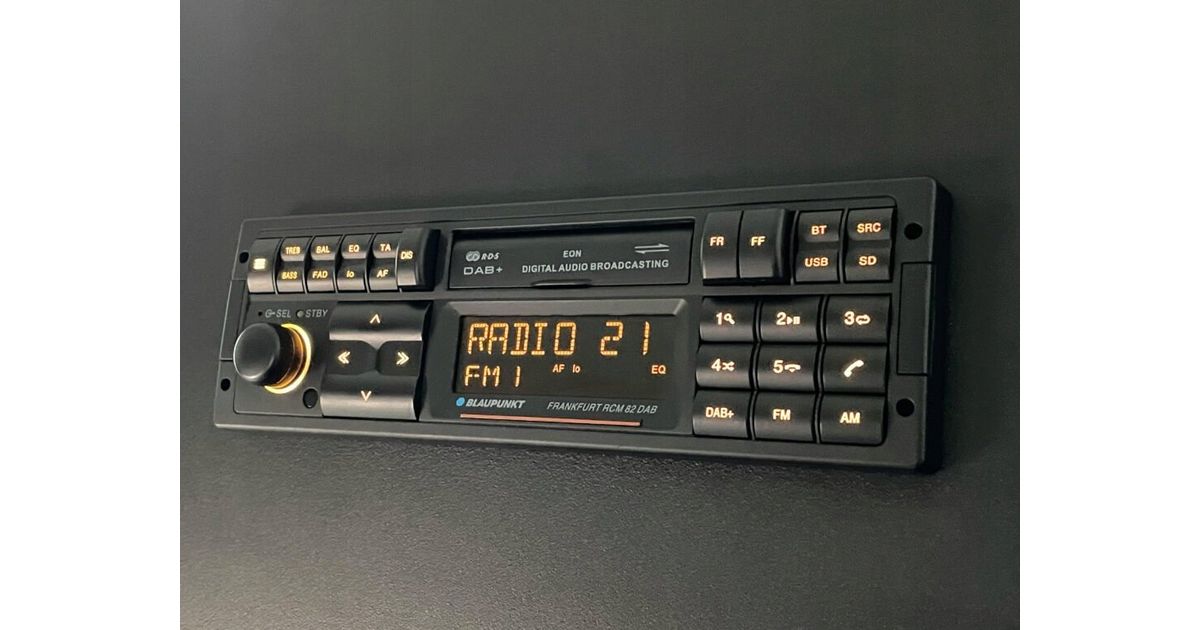 TREB BAL EQ TA DIS
BASS FAD lo AF
RDS EON
DAB+ DIGITAL AUDIO BROADCASTING
FR FF BT SRC
USB SD
SEL STBY
RADIO 21
FM1 AF lo EQ
BLAUPUNKT FRANKFURT RCM 82 DAB
1 2 3
4 5
DAB+ FM AM